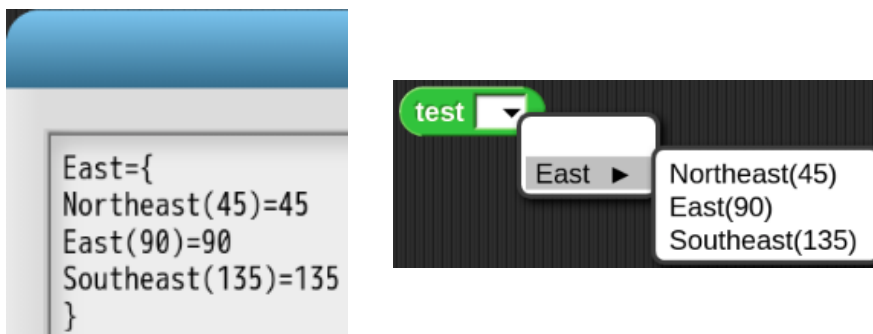 East={
Northeast(45)=45
East(90)=90
Southeast(135)=135
}
test
East ►
Northeast(45)
East(90)
Southeast(135)